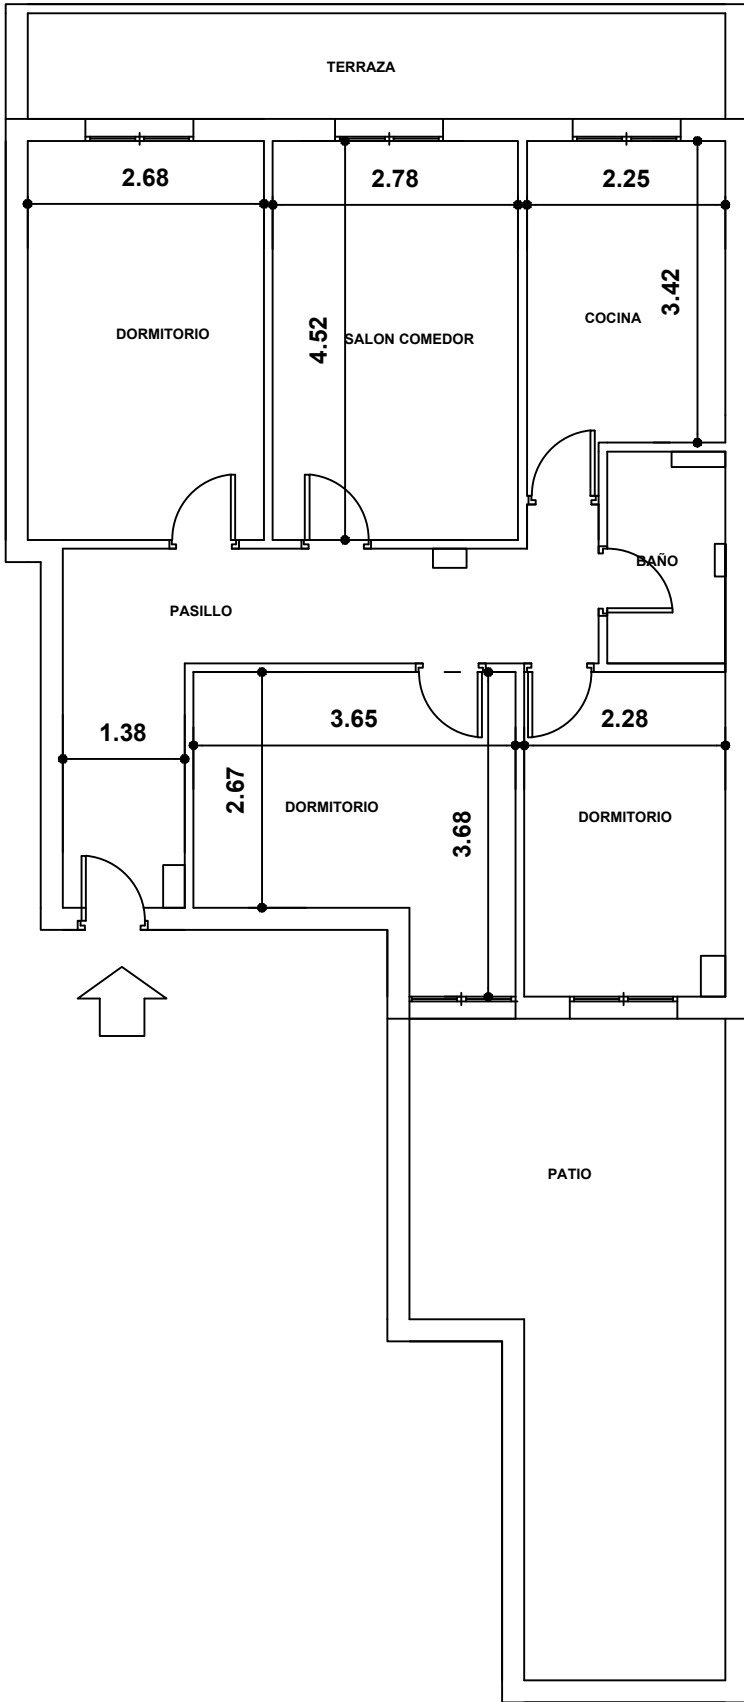 TERRAZA
2.68
2.78
2.25
3.42
4.52
DORMITORIO
SALON COMEDOR
COCINA
BAÑO
PASILLO
1.38
3.65
2.28
2.67
3.68
DORMITORIO
DORMITORIO
PATIO